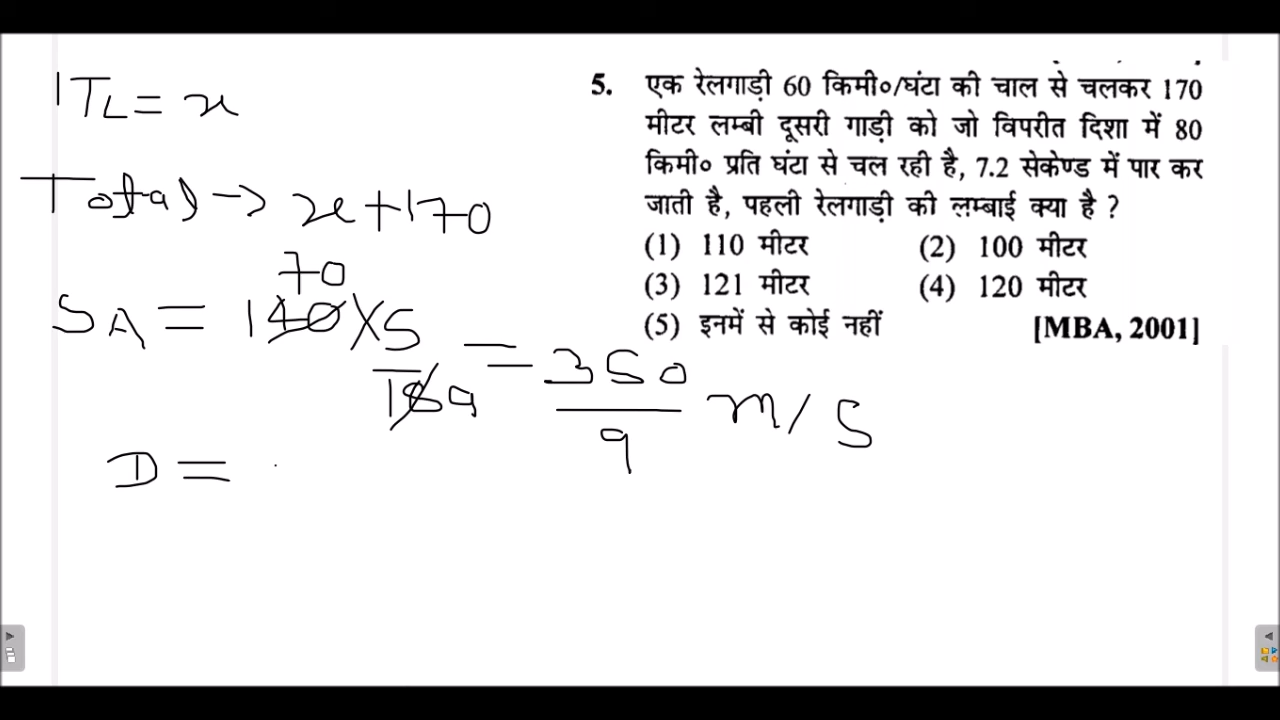 1TL = x
Total → x+170
70
SA = 140×5
189 = 350
9 m/s
D =
5. एक रेलगाड़ी 60 किमी०/घंटा की चाल से चलकर 170
मीटर लम्बी दूसरी गाड़ी को जो विपरीत दिशा में 80
किमी० प्रति घंटा से चल रही है, 7.2 सेकेण्ड में पार कर
जाती है, पहली रेलगाड़ी की लम्बाई क्या है ?
(1) 110 मीटर (2) 100 मीटर
(3) 121 मीटर (4) 120 मीटर
(5) इनमें से कोई नहीं [MBA, 2001]